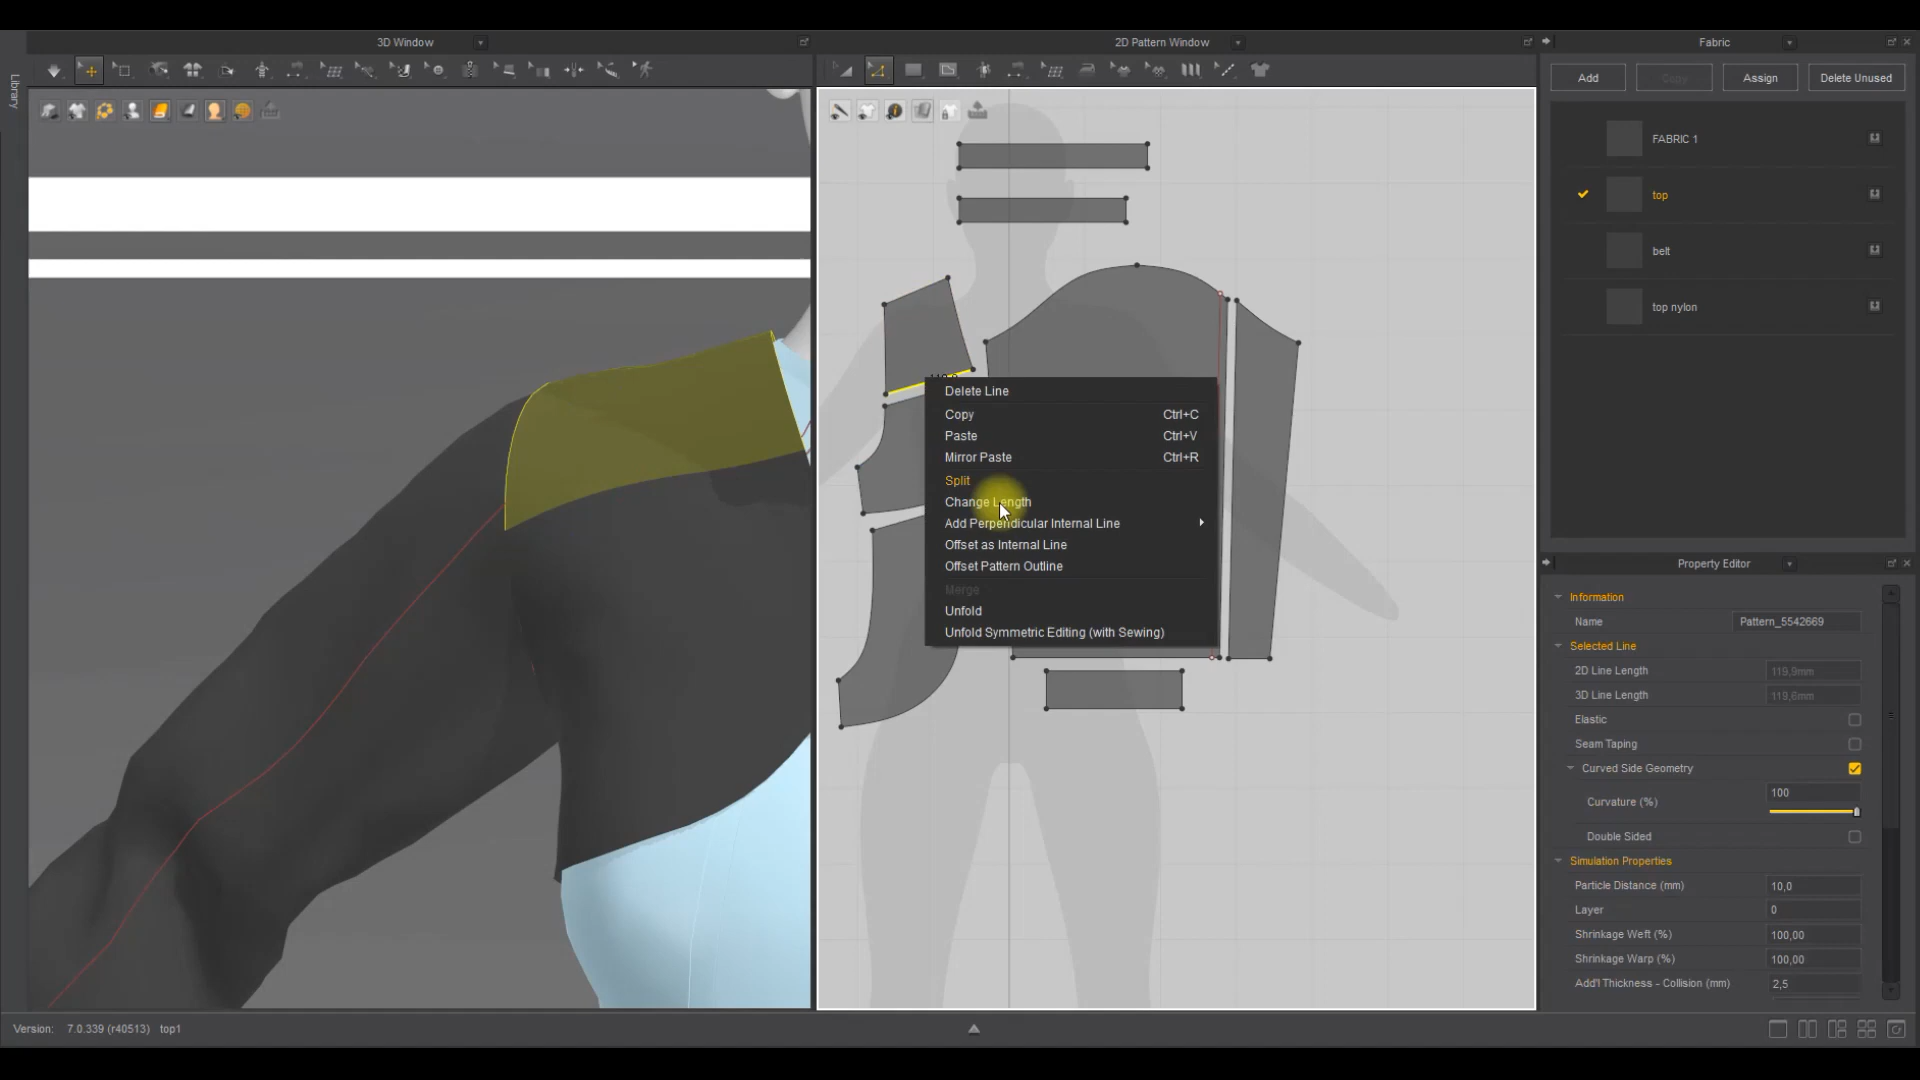 3D Window
2D Pattern Window
Fabric
Library
Add
Copy
Assign
Delete Unused
FABRIC 1
top
belt
top nylon
Delete Line
Copy Ctrl+C
Paste Ctrl+V
Mirror Paste Ctrl+R
Split
Change Length
Add Perpendicular Internal Line
Offset as Internal Line
Offset Pattern Outline
Merge
Unfold
Unfold Symmetric Editing (with Sewing)
Property Editor
Information
Name Pattern_5542669
Selected Line
2D Line Length 119,9mm
3D Line Length 119,6mm
Elastic
Seam Taping
Curved Side Geometry
Curvature (%) 100
Double Sided
Simulation Properties
Particle Distance (mm) 10,0
Layer 0
Shrinkage Weft (%) 100,00
Shrinkage Warp (%) 100,00
Add'l Thickness - Collision (mm) 2,5
Version: 7.0.339 (r40513) top1